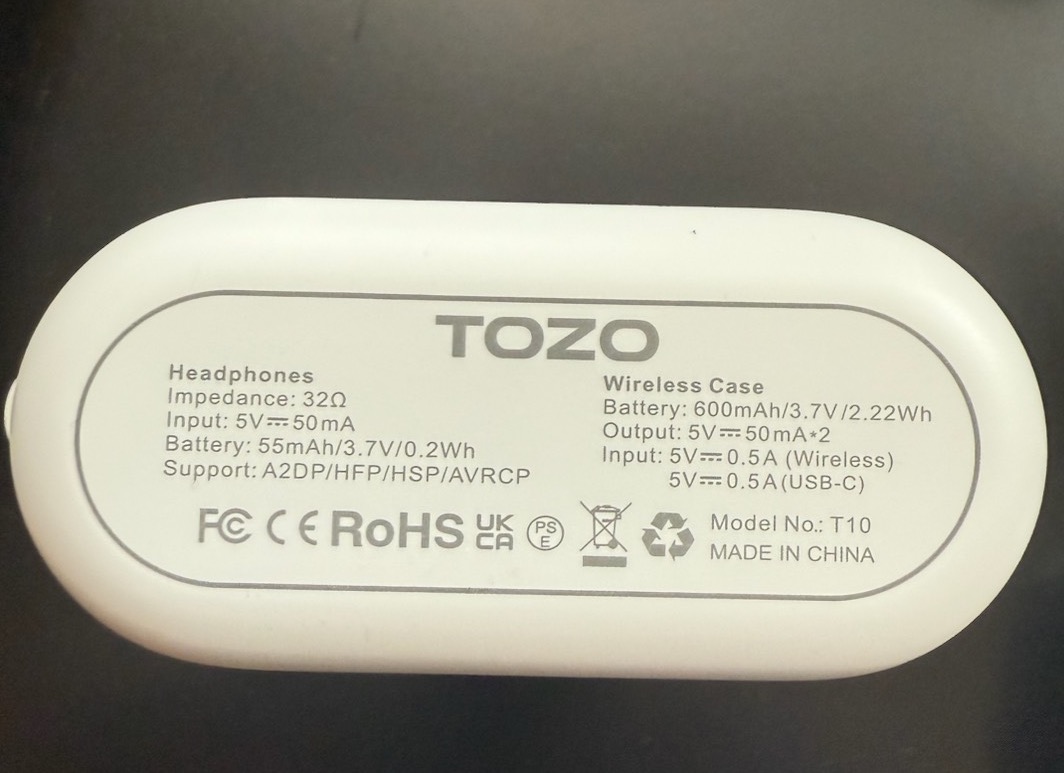 TOZO
Headphones
Impedance: 32Ω
Input: 5V⎓50mA
Battery: 55mAh/3.7V/0.2Wh
Support: A2DP/HFP/HSP/AVRCP
Wireless Case
Battery: 600mAh/3.7V/2.22Wh
Output: 5V⎓50mA*2
Input: 5V⎓0.5A (Wireless)
5V⎓0.5A(USB-C)
FC CE RoHS UK CA PS E
Model No.: T10
MADE IN CHINA